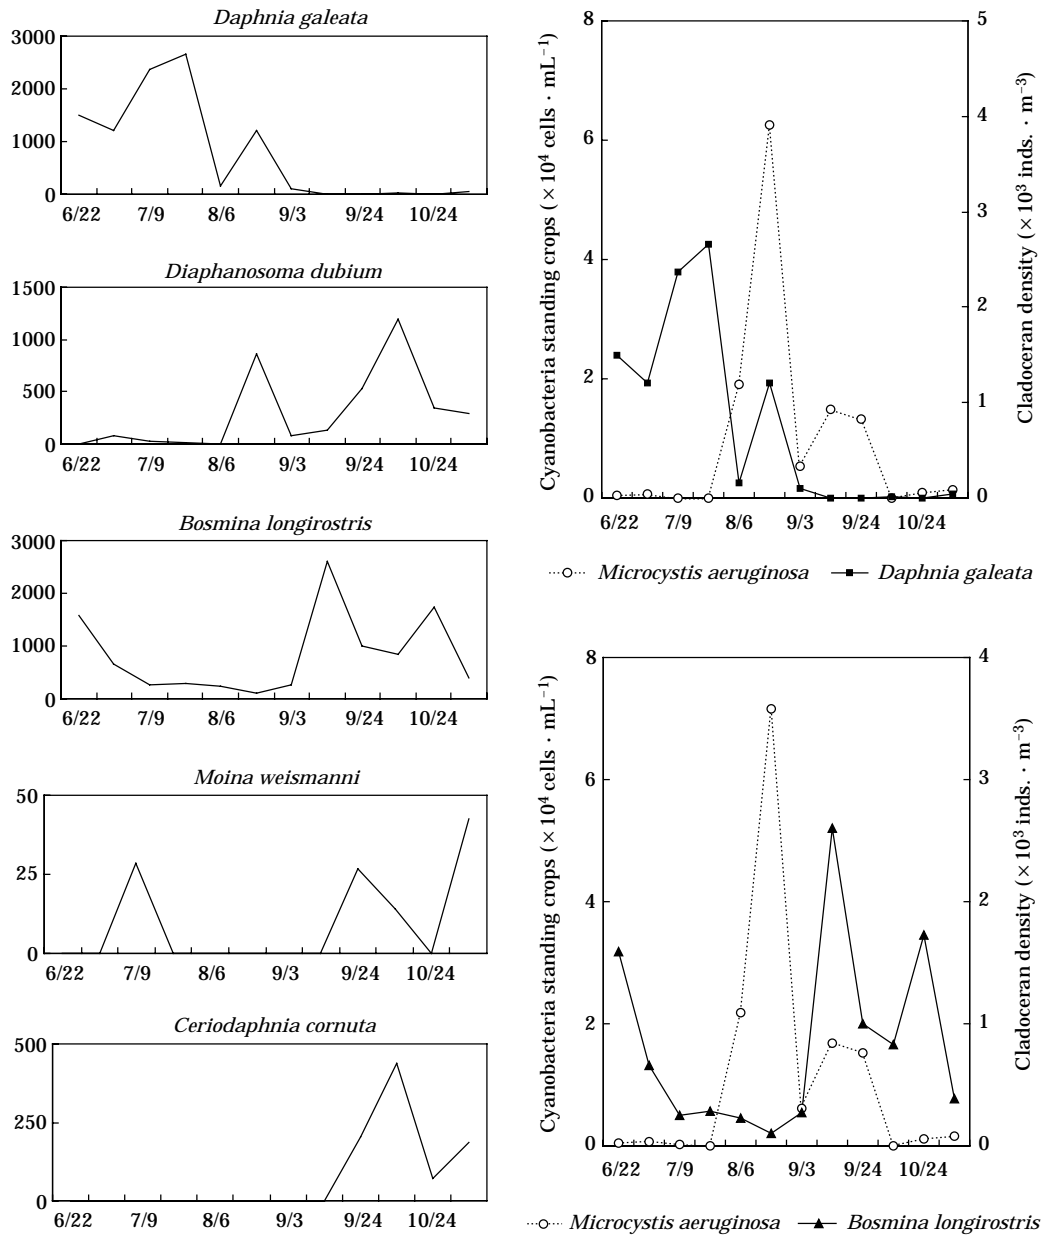 Daphnia galeata
3000
2000
1000
0
6/22 7/9 8/6 9/3 9/24 10/24
Diaphanosoma dubium
1500
1000
500
0
6/22 7/9 8/6 9/3 9/24 10/24
Bosmina longirostris
3000
2000
1000
0
6/22 7/9 8/6 9/3 9/24 10/24
Moina weismanni
50
25
0
6/22 7/9 8/6 9/3 9/24 10/24
Ceriodaphnia cornuta
500
250
0
6/22 7/9 8/6 9/3 9/24 10/24
Cyanobacteria standing crops (×10⁴ cells · mL⁻¹)
8
6
4
2
0
5
4
3
2
1
0
Cladoceran density (×10³ inds. · m⁻³)
6/22 7/9 8/6 9/3 9/24 10/24
Microcystis aeruginosa Daphnia galeata
Cyanobacteria standing crops (×10⁴ cells · mL⁻¹)
8
6
4
2
0
4
3
2
1
0
Cladoceran density (×10³ inds. · m⁻³)
6/22 7/9 8/6 9/3 9/24 10/24
Microcystis aeruginosa Bosmina longirostris